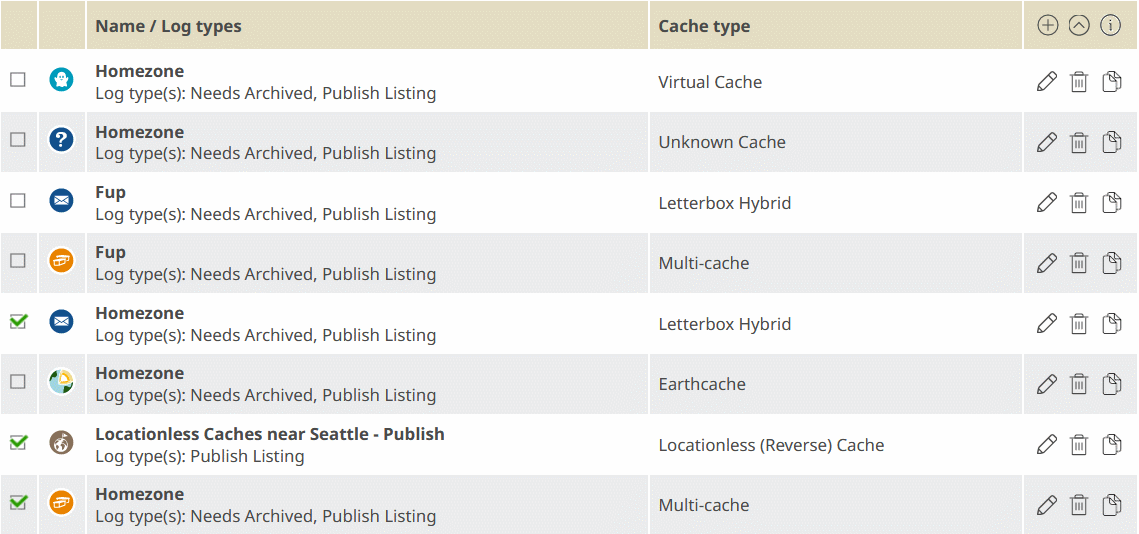 Name / Log types Cache type
Homezone
Log type(s): Needs Archived, Publish Listing
Virtual Cache
Homezone
Log type(s): Needs Archived, Publish Listing
Unknown Cache
Fup
Log type(s): Needs Archived, Publish Listing
Letterbox Hybrid
Fup
Log type(s): Needs Archived, Publish Listing
Multi-cache
Homezone
Log type(s): Needs Archived, Publish Listing
Letterbox Hybrid
Homezone
Log type(s): Needs Archived, Publish Listing
Earthcache
Locationless Caches near Seattle - Publish
Log type(s): Publish Listing
Locationless (Reverse) Cache
Homezone
Log type(s): Needs Archived, Publish Listing
Multi-cache